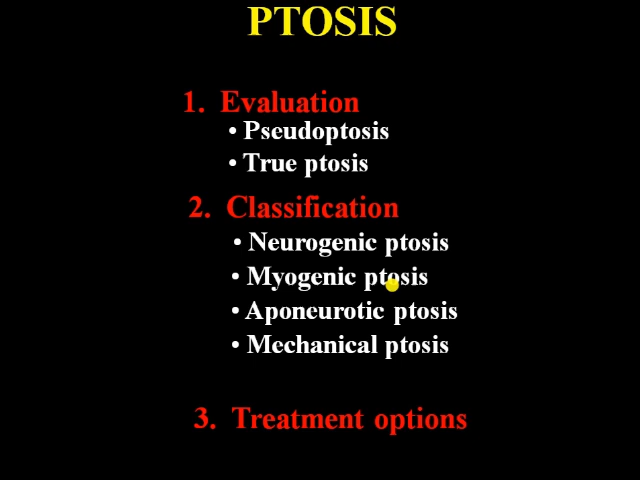 PTOSIS
1. Evaluation
• Pseudoptosis
• True ptosis
2. Classification
• Neurogenic ptosis
• Myogenic ptosis
• Aponeurotic ptosis
• Mechanical ptosis
3. Treatment options